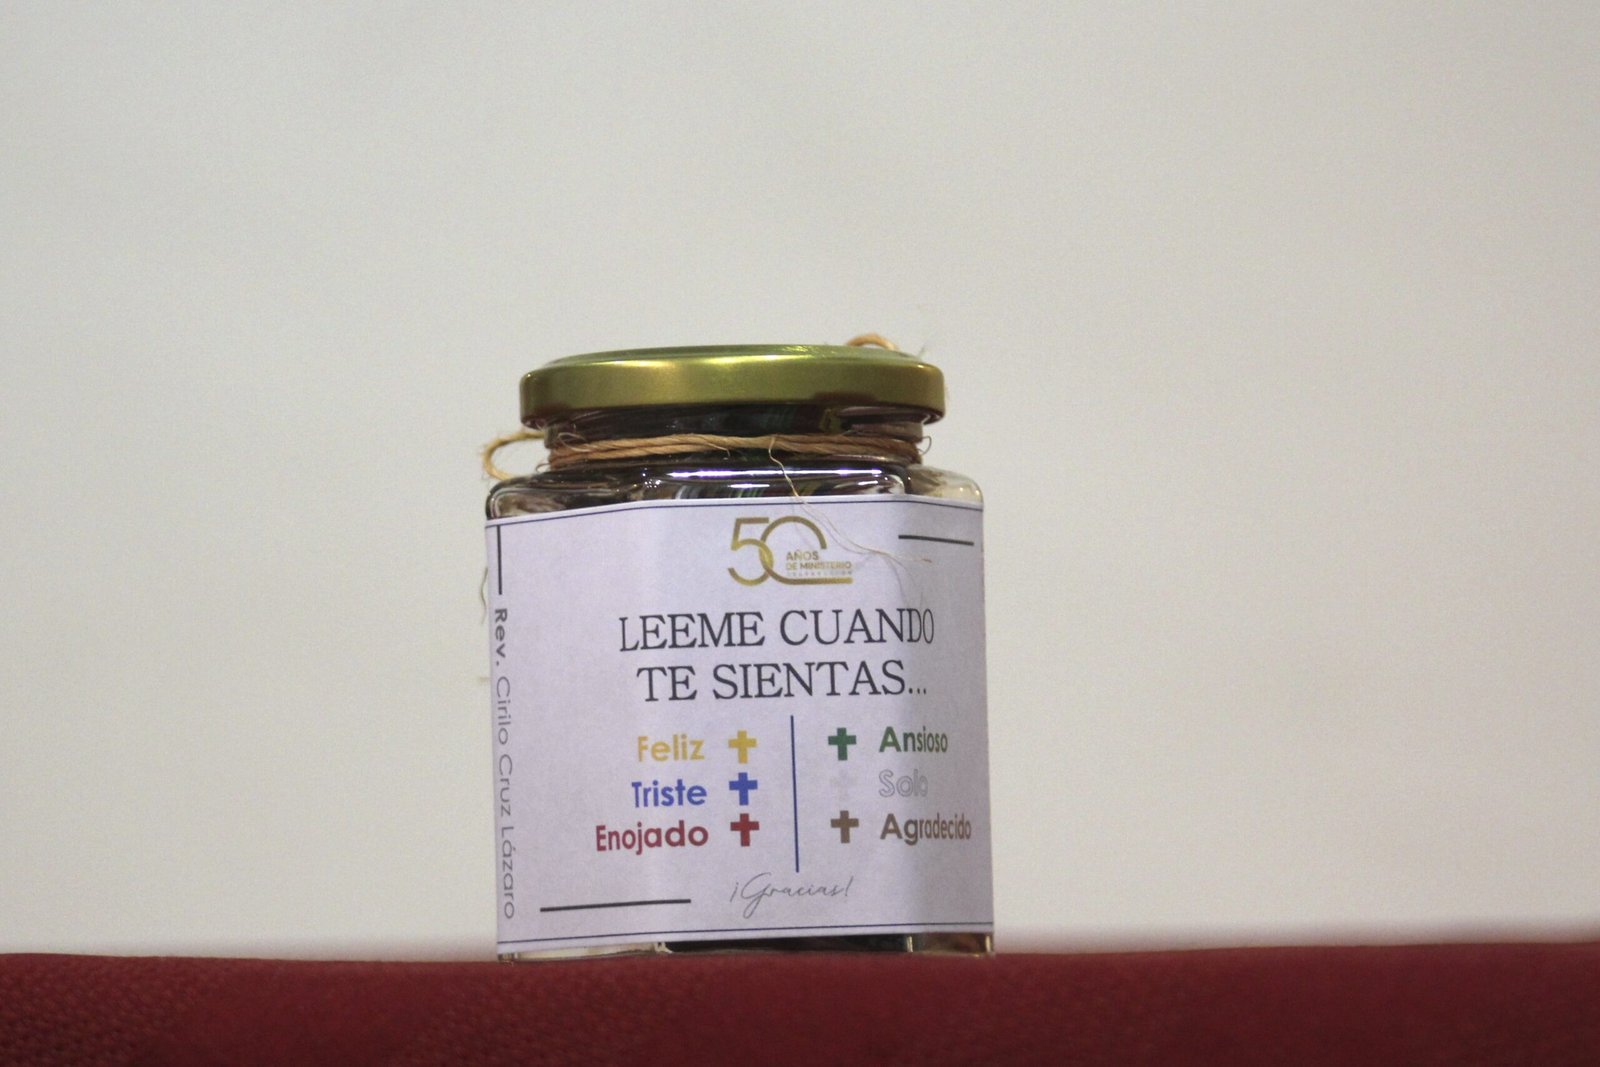 50
AÑOS
DE MINISTERIO
LEEME CUANDO
TE SIENTAS...
Feliz
Triste
Enojado
Ansioso
Solo
Agradecido
¡Gracias!
Rev. Cirilo Cruz Lázaro